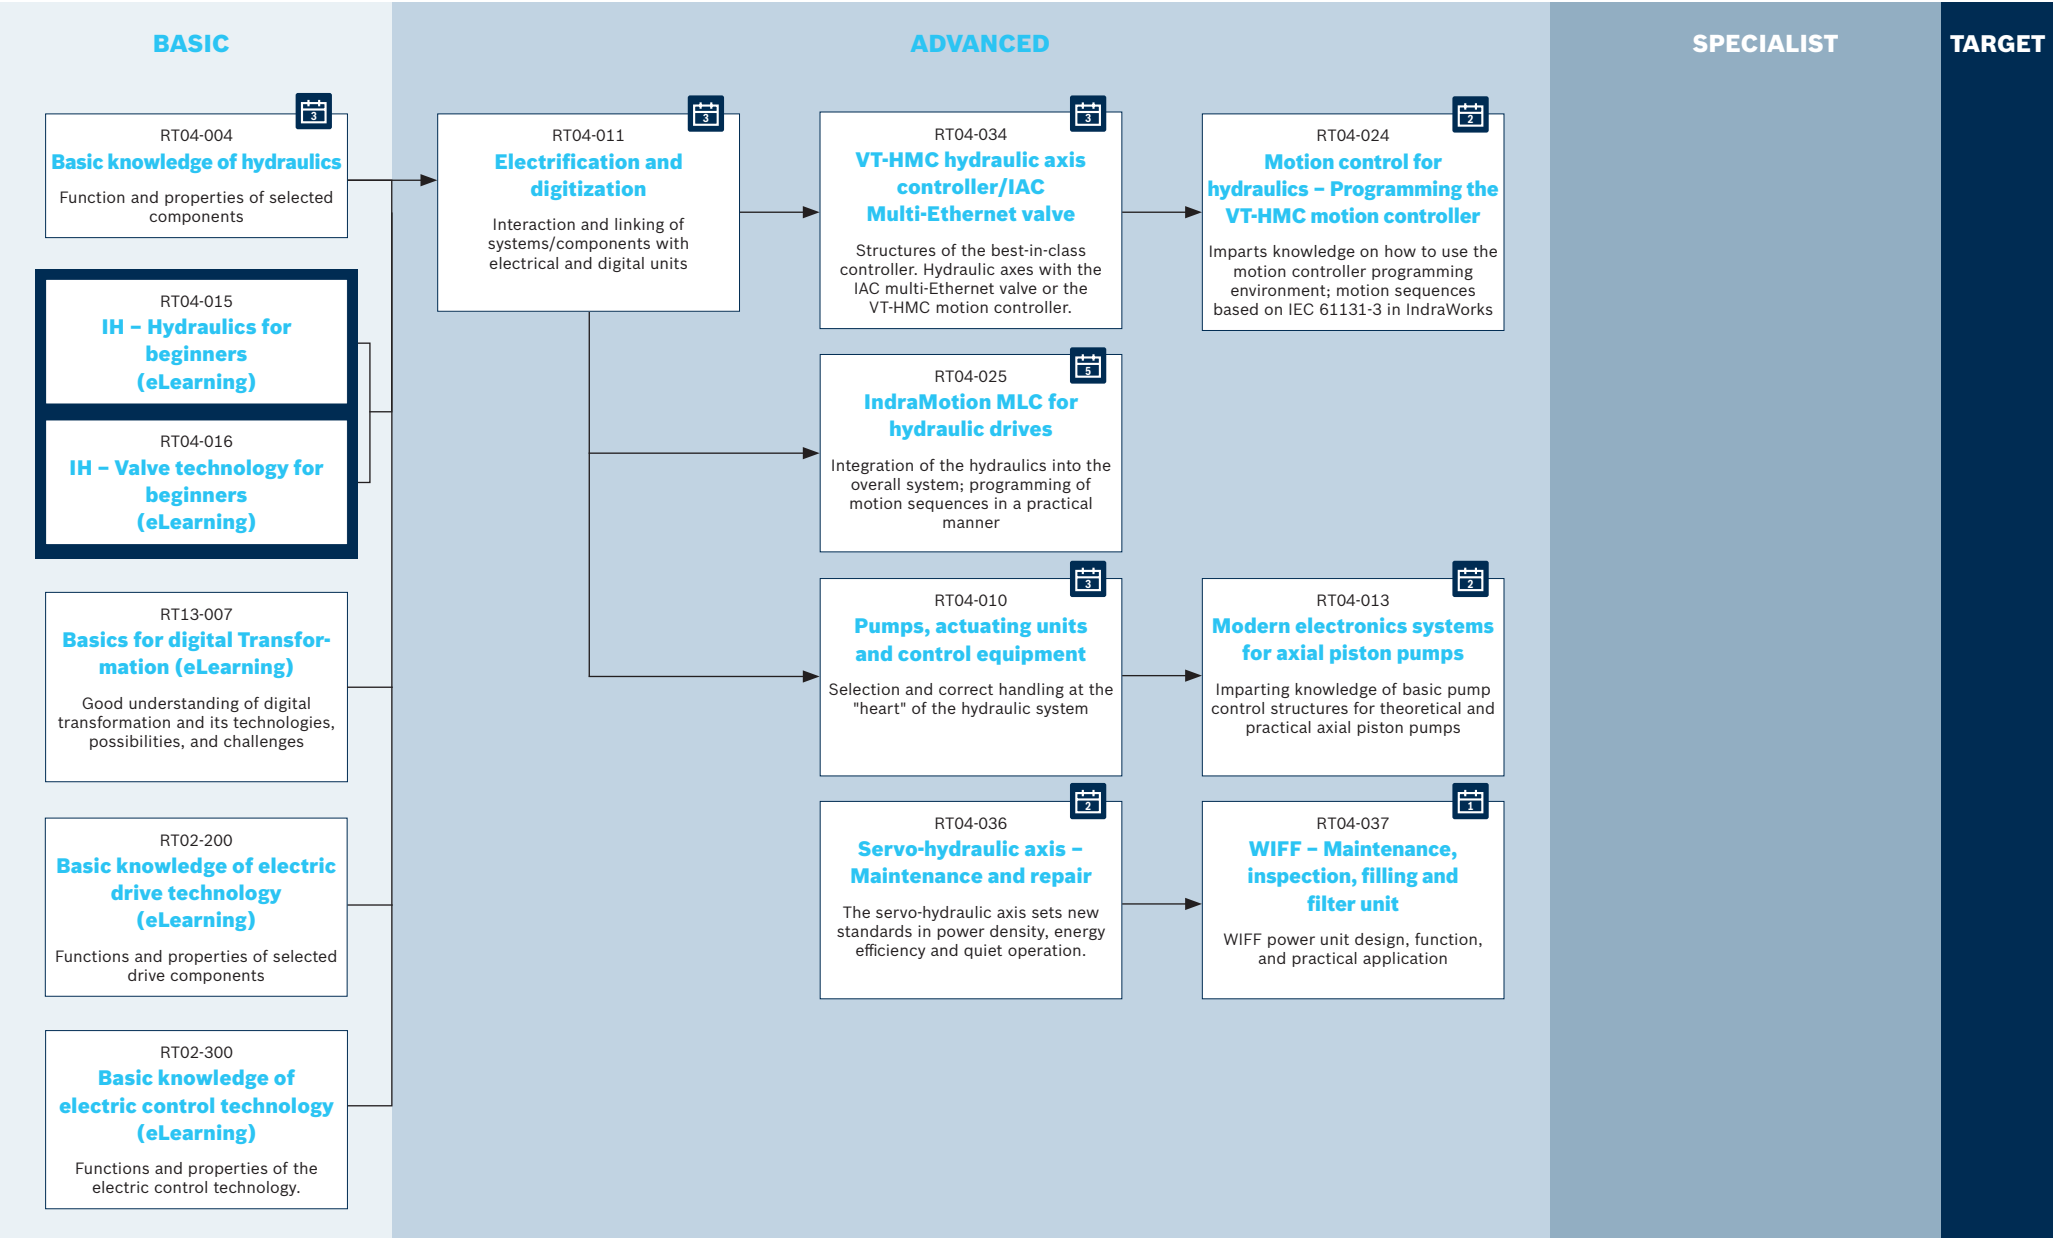 BASIC
ADVANCED
SPECIALIST
TARGET
3
RT04-004
Basic knowledge of hydraulics
Function and properties of selected
components
RT04-015
IH – Hydraulics for
beginners
(eLearning)
RT04-016
IH – Valve technology for
beginners
(eLearning)
RT13-007
Basics for digital Transfor-
mation (eLearning)
Good understanding of digital
transformation and its technologies,
possibilities, and challenges
RT02-200
Basic knowledge of electric
drive technology
(eLearning)
Functions and properties of selected
drive components
RT02-300
Basic knowledge of
electric control technology
(eLearning)
Functions and properties of the
electric control technology.
3
RT04-011
Electrification and
digitization
Interaction and linking of
systems/components with
electrical and digital units
3
RT04-034
VT-HMC hydraulic axis
controller/IAC
Multi-Ethernet valve
Structures of the best-in-class
controller. Hydraulic axes with the
IAC multi-Ethernet valve or the
VT-HMC motion controller.
2
RT04-024
Motion control for
hydraulics – Programming the
VT-HMC motion controller
Imparts knowledge on how to use the
motion controller programming
environment; motion sequences
based on IEC 61131-3 in IndraWorks
5
RT04-025
IndraMotion MLC for
hydraulic drives
Integration of the hydraulics into the
overall system; programming of
motion sequences in a practical
manner
3
RT04-010
Pumps, actuating units
and control equipment
Selection and correct handling at the
"heart" of the hydraulic system
2
RT04-013
Modern electronics systems
for axial piston pumps
Imparting knowledge of basic pump
control structures for theoretical and
practical axial piston pumps
2
RT04-036
Servo-hydraulic axis –
Maintenance and repair
The servo-hydraulic axis sets new
standards in power density, energy
efficiency and quiet operation.
1
RT04-037
WIFF – Maintenance,
inspection, filling and
filter unit
WIFF power unit design, function,
and practical application